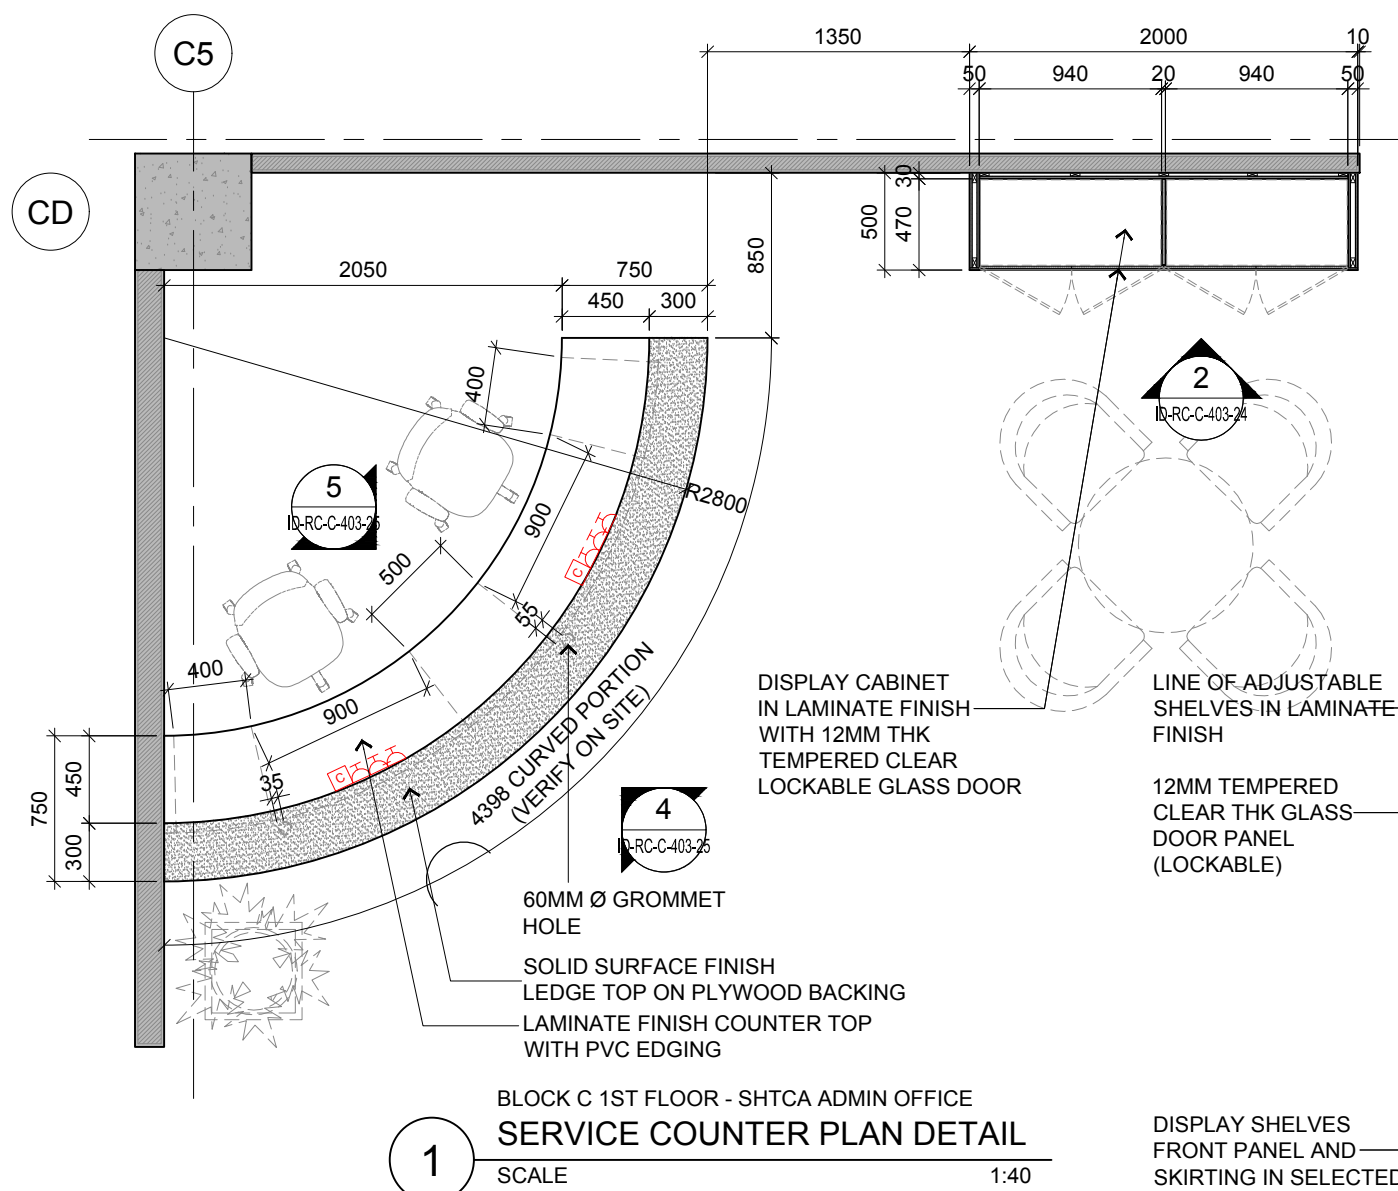 C5
CD
1350
2000
10
50
940
20
940
50
30
500
470
850
2050
750
450
300
400
R2800
900
500
55
400
900
35
450
750
300
4398 CURVED PORTION
(VERIFY ON SITE)
5
ID-RC-C-403-25
2
ID-RC-C-403-24
4
ID-RC-C-403-25
C
C
DISPLAY CABINET
IN LAMINATE FINISH
WITH 12MM THK
TEMPERED CLEAR
LOCKABLE GLASS DOOR
LINE OF ADJUSTABLE
SHELVES IN LAMINATE
FINISH
12MM TEMPERED
CLEAR THK GLASS
DOOR PANEL
(LOCKABLE)
60MM Ø GROMMET
HOLE
SOLID SURFACE FINISH
LEDGE TOP ON PLYWOOD BACKING
LAMINATE FINISH COUNTER TOP
WITH PVC EDGING
BLOCK C 1ST FLOOR - SHTCA ADMIN OFFICE
1
SERVICE COUNTER PLAN DETAIL
SCALE 1:40
DISPLAY SHELVES
FRONT PANEL AND
SKIRTING IN SELECTED